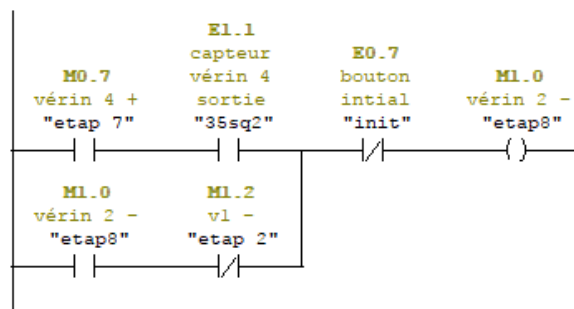 E1.1
capteur
vérin 4
sortie
"35sq2"
M0.7
vérin 4 +
"etap 7"
E0.7
bouton
intial
"init"
M1.0
vérin 2 -
"etap8"
M1.0
vérin 2 -
"etap8"
M1.2
v1 -
"etap 2"